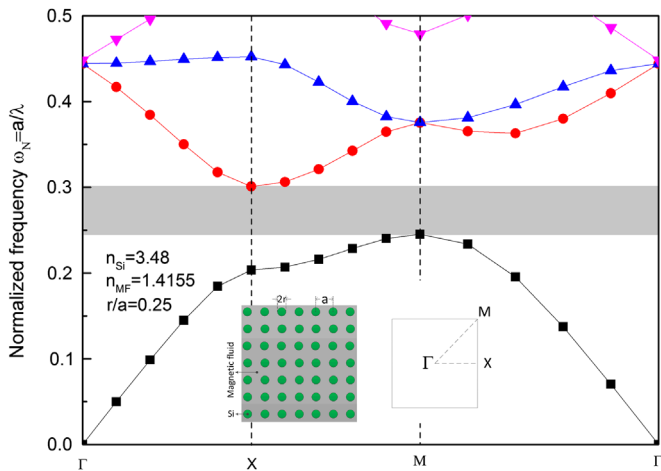 Normalized frequency ω_N=a/λ
0.5
0.4
0.3
0.2
0.1
0.0
n_Si=3.48
n_MF=1.4155
r/a=0.25
2r
a
Magnetic fluid
Si
M
Γ
X
Γ
X
M
Γ